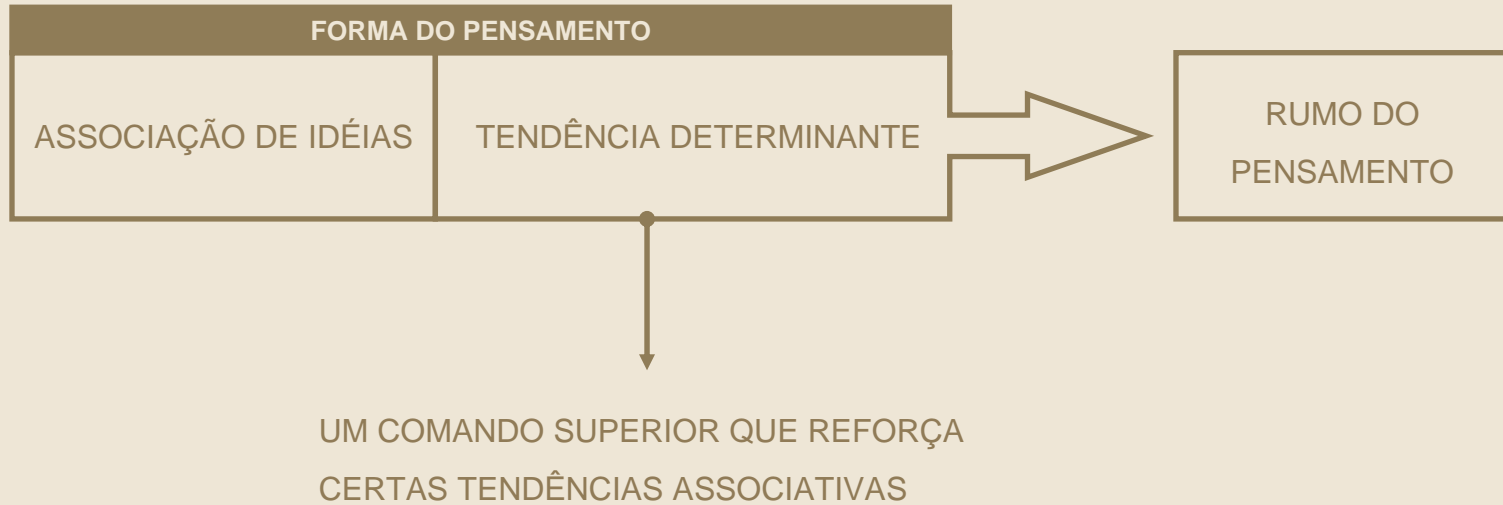 FORMA DO PENSAMENTO
ASSOCIAÇÃO DE IDÉIAS
TENDÊNCIA DETERMINANTE
RUMO DO
PENSAMENTO
UM COMANDO SUPERIOR QUE REFORÇA
CERTAS TENDÊNCIAS ASSOCIATIVAS